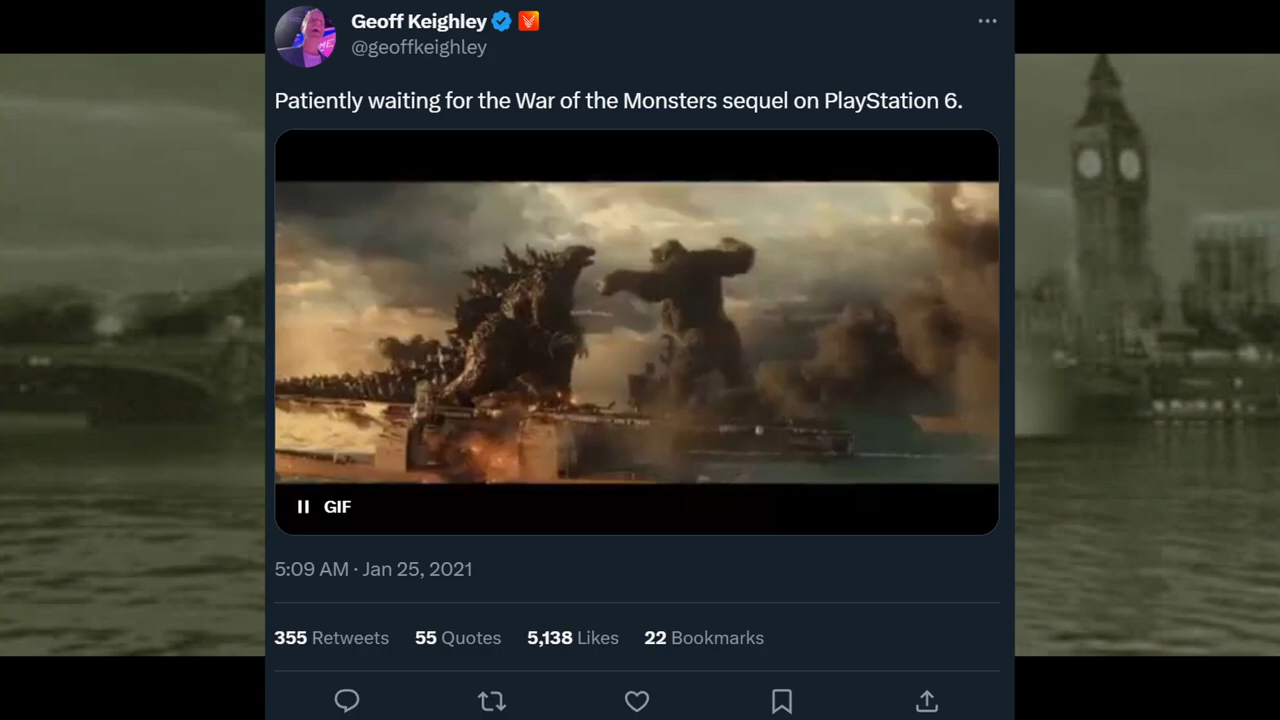 Geoff Keighley
@geoffkeighley
Patiently waiting for the War of the Monsters sequel on PlayStation 6.
GIF
5:09 AM · Jan 25, 2021
355 Retweets 55 Quotes 5,138 Likes 22 Bookmarks